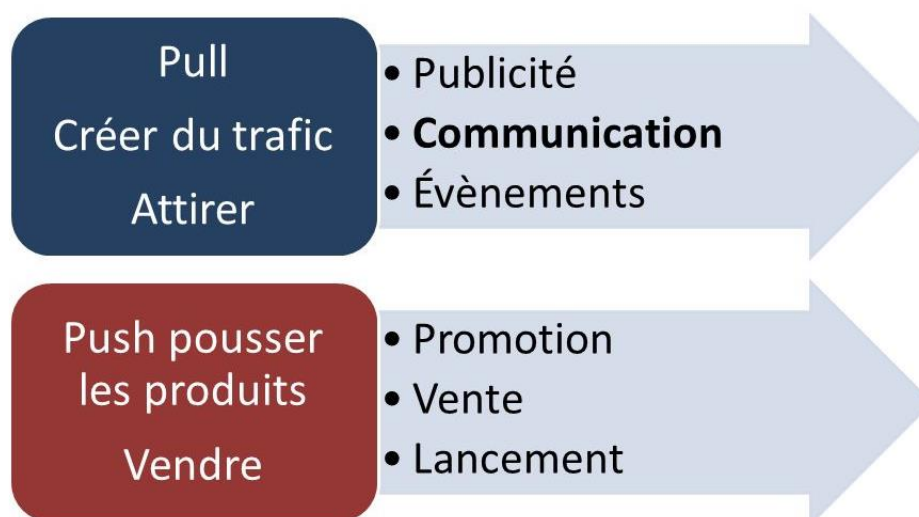 Pull
Créer du trafic
Attirer
• Publicité
• Communication
• Évènements
Push pousser
les produits
Vendre
• Promotion
• Vente
• Lancement